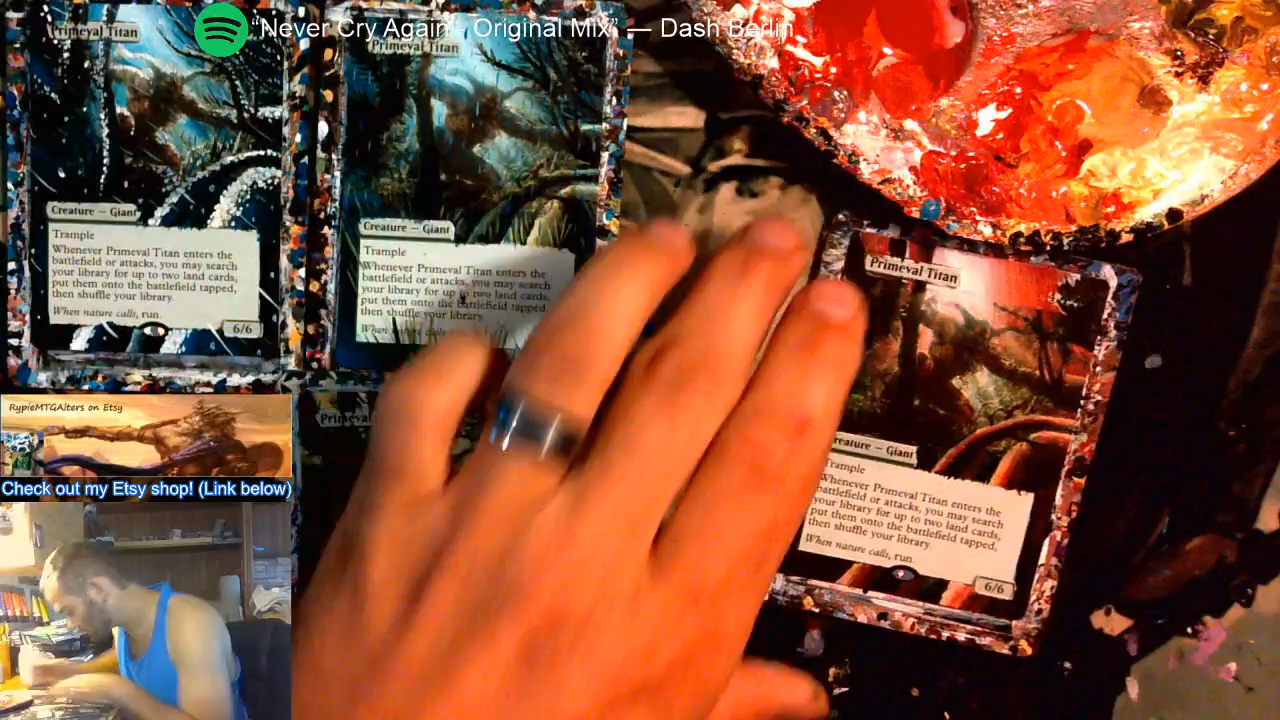 "Never Cry Again - Original Mix" — Dash Berlin
Primeval Titan
Creature — Giant
Trample
Whenever Primeval Titan enters the
battlefield or attacks, you may search
your library for up to two land cards,
put them onto the battlefield tapped,
then shuffle your library.
When nature calls, run.
6/6
Primeval Titan
Creature — Giant
Trample
Whenever Primeval Titan enters the
battlefield or attacks, you may search
your library for up to two land cards,
put them onto the battlefield tapped,
then shuffle your library.
When nature calls
Primeval Titan
Creature — Giant
Trample
Whenever Primeval Titan enters the
battlefield or attacks, you may search
your library for up to two land cards,
put them onto the battlefield tapped,
then shuffle your library.
When nature calls, run
6/6
Primeval
RypieMTGAlters on Etsy
Check out my Etsy shop! (Link below)